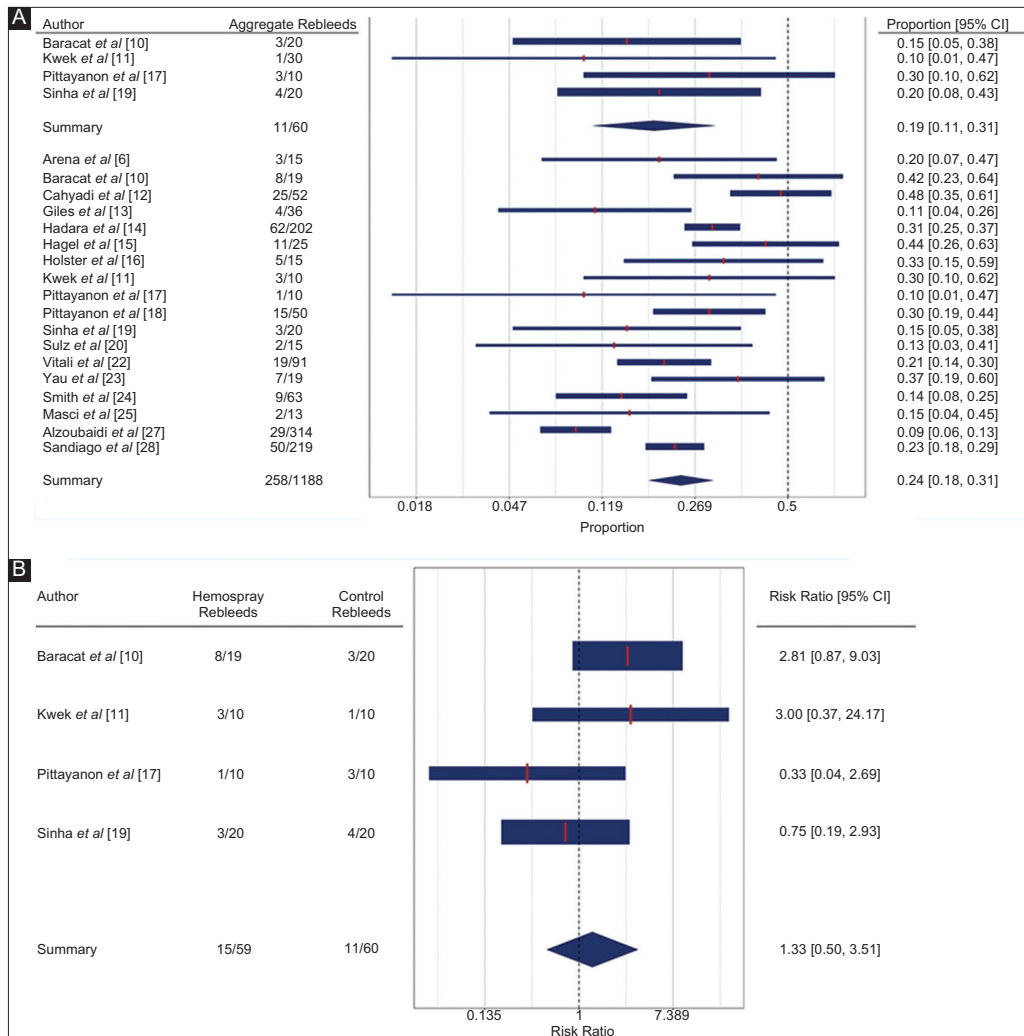 A
Author Aggregate Rebleeds Proportion [95% CI]
Baracat et al [10] 3/20 0.15 [0.05, 0.38]
Kwek et al [11] 1/30 0.10 [0.01, 0.47]
Pittayanon et al [17] 3/10 0.30 [0.10, 0.62]
Sinha et al [19] 4/20 0.20 [0.08, 0.43]
Summary 11/60 0.19 [0.11, 0.31]
Arena et al [6] 3/15 0.20 [0.07, 0.47]
Baracat et al [10] 8/19 0.42 [0.23, 0.64]
Cahyadi et al [12] 25/52 0.48 [0.35, 0.61]
Giles et al [13] 4/36 0.11 [0.04, 0.26]
Hadara et al [14] 62/202 0.31 [0.25, 0.37]
Hagel et al [15] 11/25 0.44 [0.26, 0.63]
Holster et al [16] 5/15 0.33 [0.15, 0.59]
Kwek et al [11] 3/10 0.30 [0.10, 0.62]
Pittayanon et al [17] 1/10 0.10 [0.01, 0.47]
Pittayanon et al [18] 15/50 0.30 [0.19, 0.44]
Sinha et al [19] 3/20 0.15 [0.05, 0.38]
Sulz et al [20] 2/15 0.13 [0.03, 0.41]
Vitali et al [22] 19/91 0.21 [0.14, 0.30]
Yau et al [23] 7/19 0.37 [0.19, 0.60]
Smith et al [24] 9/63 0.14 [0.08, 0.25]
Masci et al [25] 2/13 0.15 [0.04, 0.45]
Alzoubaidi et al [27] 29/314 0.09 [0.06, 0.13]
Sandiago et al [28] 50/219 0.23 [0.18, 0.29]
Summary 258/1188 0.24 [0.18, 0.31]
0.018 0.047 0.119 0.269 0.5
Proportion
B
Author Hemospray Control Risk Ratio [95% CI]
Rebleeds Rebleeds
Baracat et al [10] 8/19 3/20 2.81 [0.87, 9.03]
Kwek et al [11] 3/10 1/10 3.00 [0.37, 24.17]
Pittayanon et al [17] 1/10 3/10 0.33 [0.04, 2.69]
Sinha et al [19] 3/20 4/20 0.75 [0.19, 2.93]
Summary 15/59 11/60 1.33 [0.50, 3.51]
0.135 1 7.389
Risk Ratio